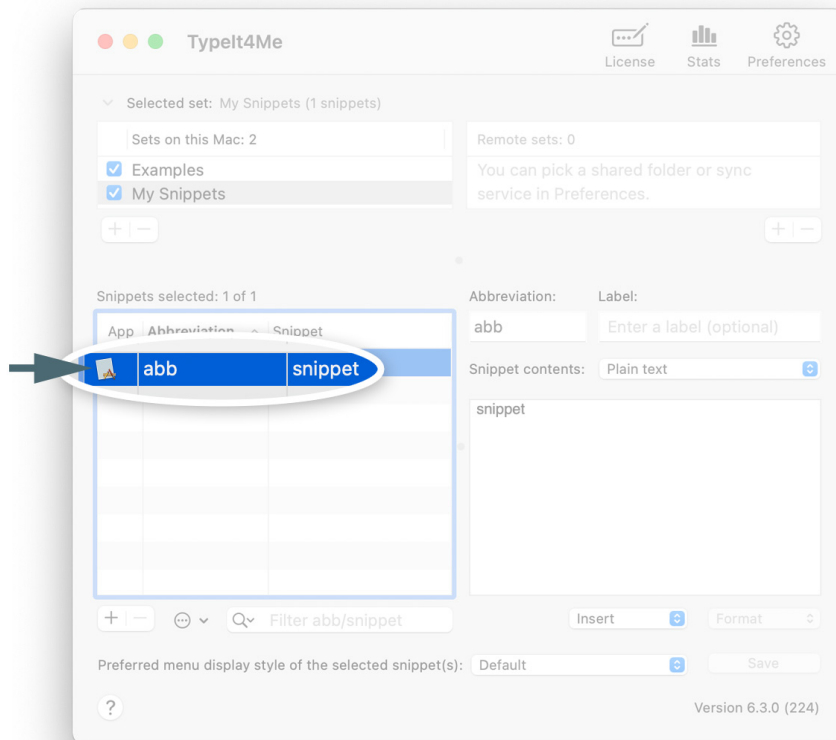 TypeIt4Me
License Stats Preferences
Selected set: My Snippets (1 snippets)
Sets on this Mac: 2
Examples
My Snippets
Remote sets: 0
You can pick a shared folder or sync
service in Preferences.
Snippets selected: 1 of 1
App Abbreviation Snippet
abb snippet
Abbreviation: Label:
abb Enter a label (optional)
Snippet contents: Plain text
snippet
Filter abb/snippet
Insert Format
Preferred menu display style of the selected snippet(s): Default Save
? Version 6.3.0 (224)